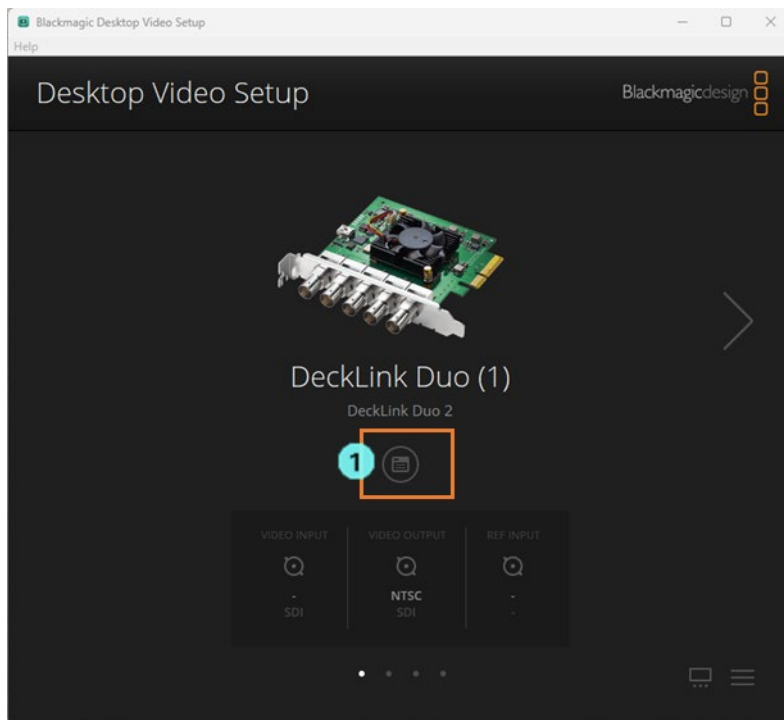 Blackmagic Desktop Video Setup
Help
Desktop Video Setup
Blackmagicdesign
DeckLink Duo (1)
DeckLink Duo 2
1
VIDEO INPUT VIDEO OUTPUT REF INPUT
- NTSC -
SDI SDI -